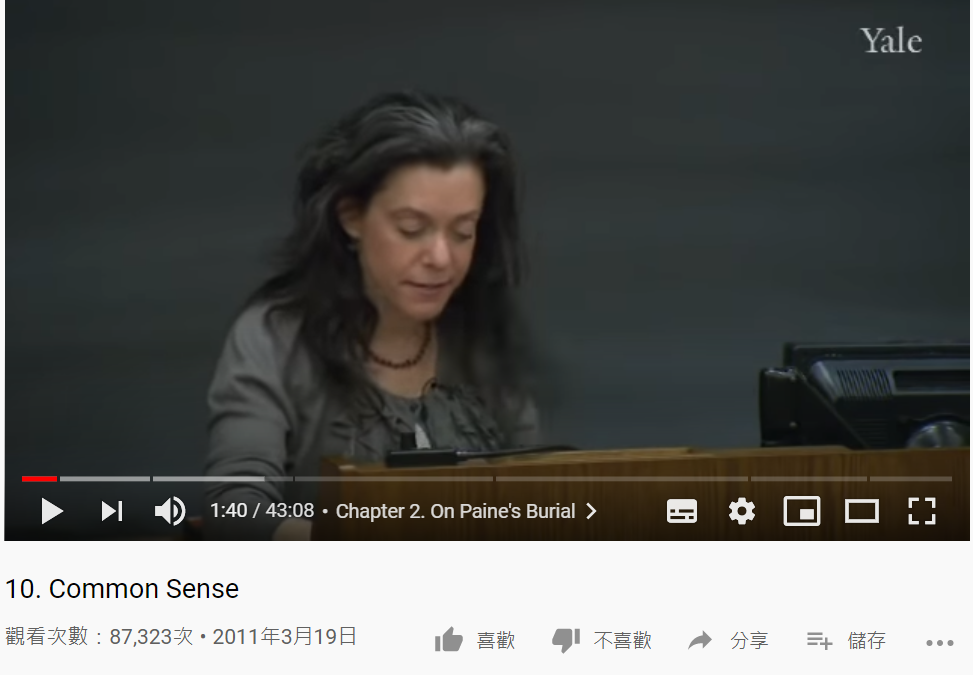 Yale
1:40 / 43:08 • Chapter 2. On Paine's Burial
10. Common Sense
觀看次數：87,323次 • 2011年3月19日
喜歡 不喜歡 分享 儲存